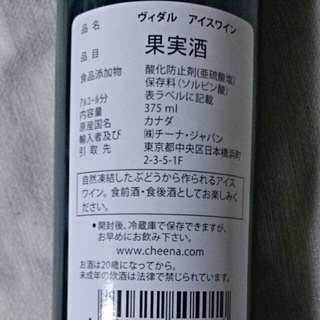 品名 ヴィダル アイスワイン
品目 果実酒
食品添加物 酸化防止剤(亜硫酸塩)
保存料(ソルビン酸)
アルコール分 表ラベルに記載
内容量 375 ml
原産国名 カナダ
輸入者及び ㈱チーナ・ジャパン
引取先 東京都中央区日本橋浜町
2-3-5-1F
自然凍結したぶどうから作られるアイス
ワイン。食前酒・食後酒としてお楽しみく
ださい。
•開封後、冷蔵庫で保存できますが、
お早めにお飲み下さい。
www.cheena.com
お酒は20歳になってから。
未成年の飲酒は法律で禁じられています。